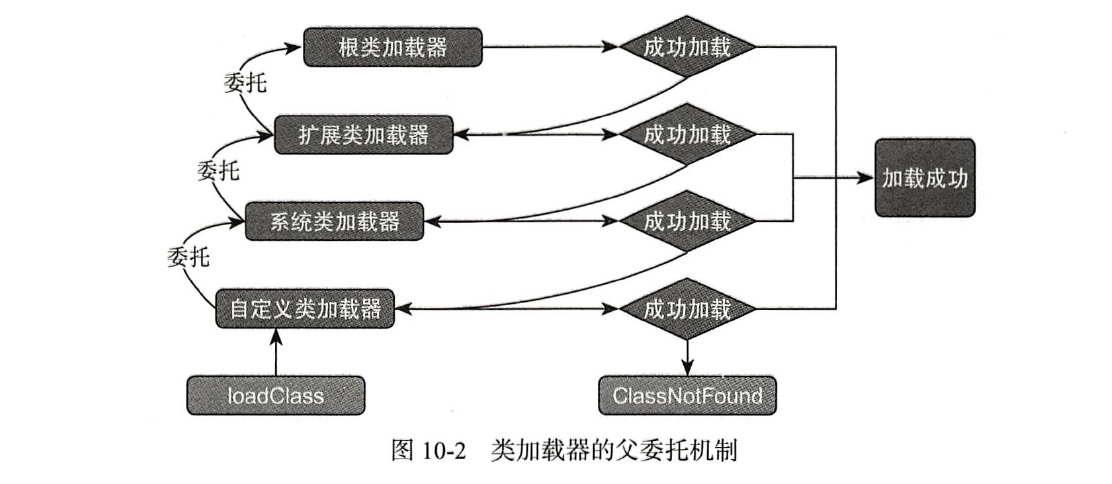 根类加载器
成功加载
委托
扩展类加载器
成功加载
委托
系统类加载器
成功加载
委托
自定义类加载器
成功加载
加载成功
loadClass
ClassNotFound
图 10-2 类加载器的父委托机制